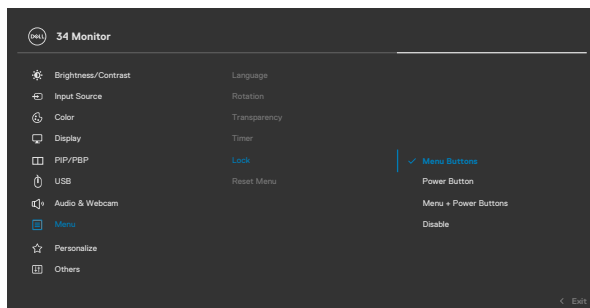 DELL
34 Monitor
Brightness/Contrast
Input Source
Color
Display
PIP/PBP
USB
Audio & Webcam
Menu
Personalize
Others
Language
Rotation
Transparency
Timer
Lock
Reset Menu
Menu Buttons
Power Button
Menu + Power Buttons
Disable
Exit